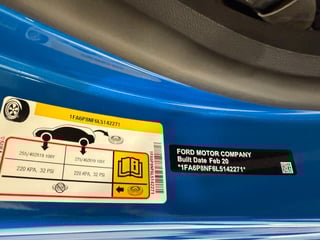 1FA6P8NF6L5142271
255/40ZR19 100Y
275/40ZR19 105Y
220 KPA, 32 PSI
220 KPA, 32 PSI
FORD MOTOR COMPANY
Built Date Feb 20
*1FA6P8NF6L5142271*